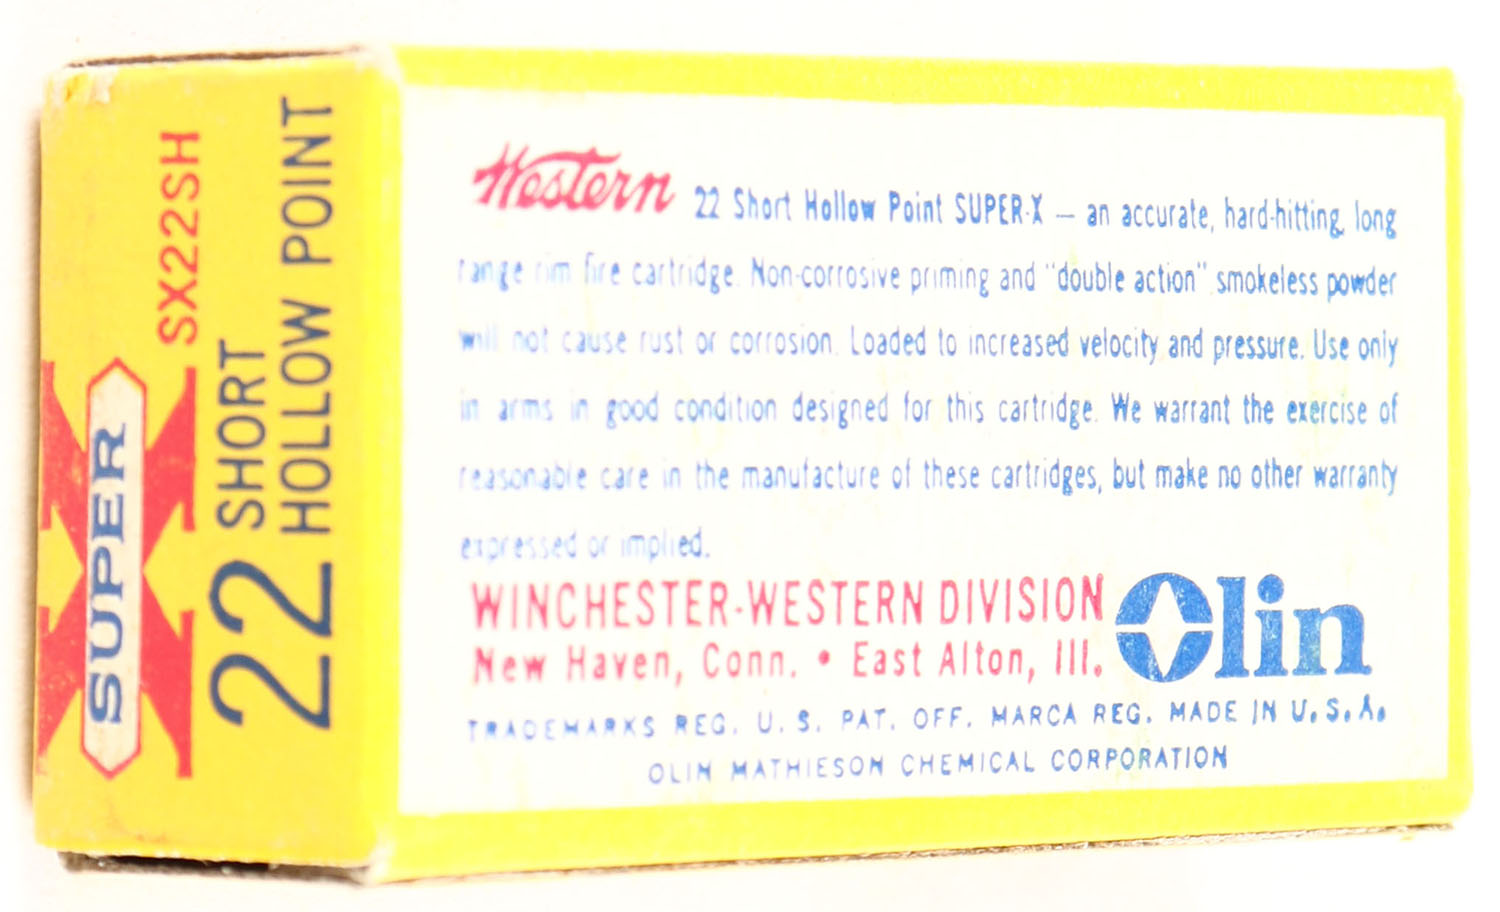 SUPER X
SX22SH
22 SHORT
HOLLOW POINT
Western 22 Short Hollow Point SUPER-X — an accurate, hard-hitting, long
range rim fire cartridge. Non-corrosive priming and "double action" smokeless powder
will not cause rust or corrosion. Loaded to increased velocity and pressure. Use only
in arms in good condition designed for this cartridge. We warrant the exercise of
reasonable care in the manufacture of these cartridges, but make no other warranty
expressed or implied.
WINCHESTER-WESTERN DIVISION
New Haven, Conn. • East Alton, Ill.
Olin
TRADEMARKS REG. U. S. PAT. OFF. MARCA REG. MADE IN U. S. A.
OLIN MATHIESON CHEMICAL CORPORATION